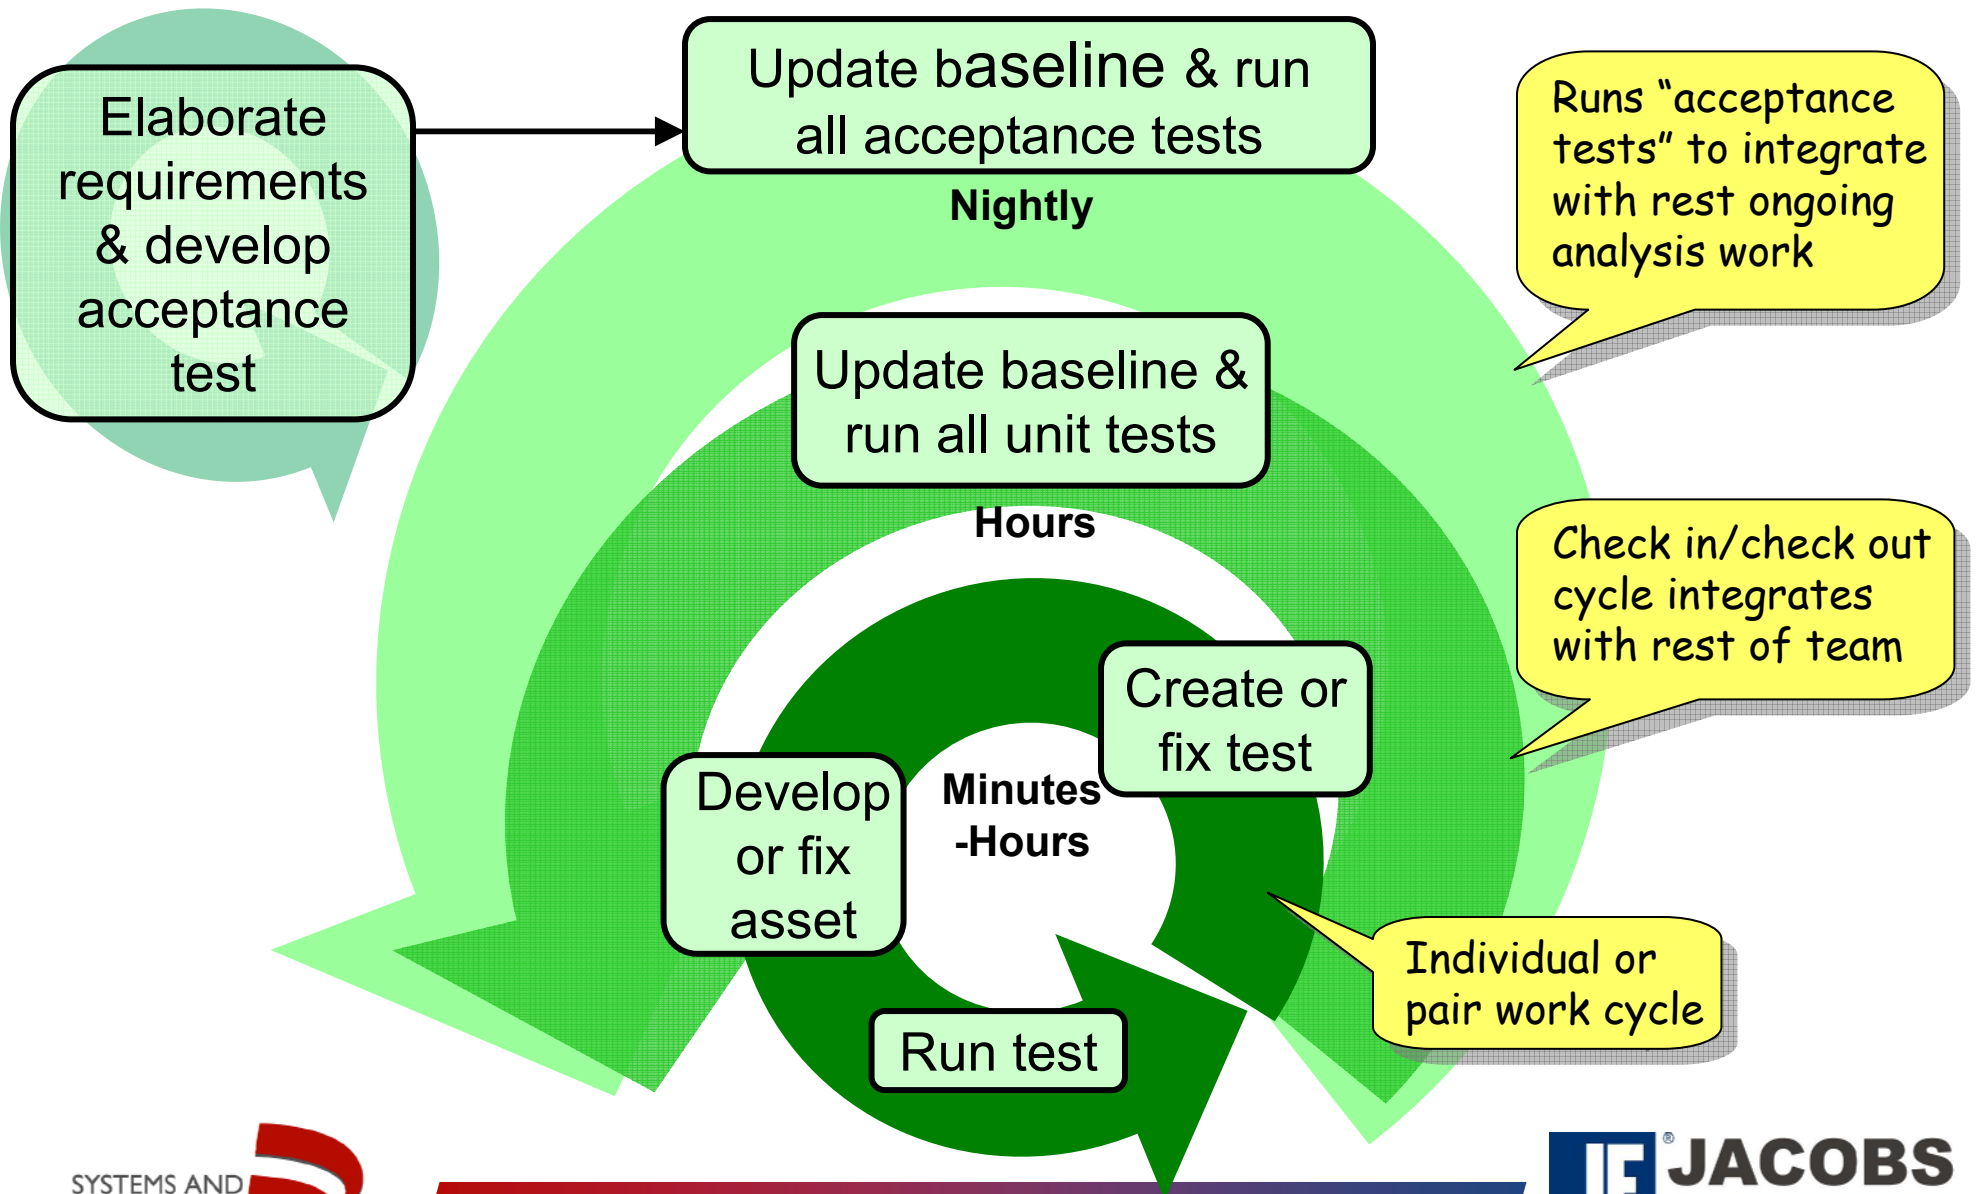 Elaborate
requirements
& develop
acceptance
test
Update baseline & run
all acceptance tests
Nightly
Update baseline &
run all unit tests
Hours
Create or
fix test
Minutes
-Hours
Develop
or fix
asset
Run test
Runs “acceptance
tests” to integrate
with rest ongoing
analysis work
Check in/check out
cycle integrates
with rest of team
Individual or
pair work cycle
SYSTEMS AND
®
JACOBS